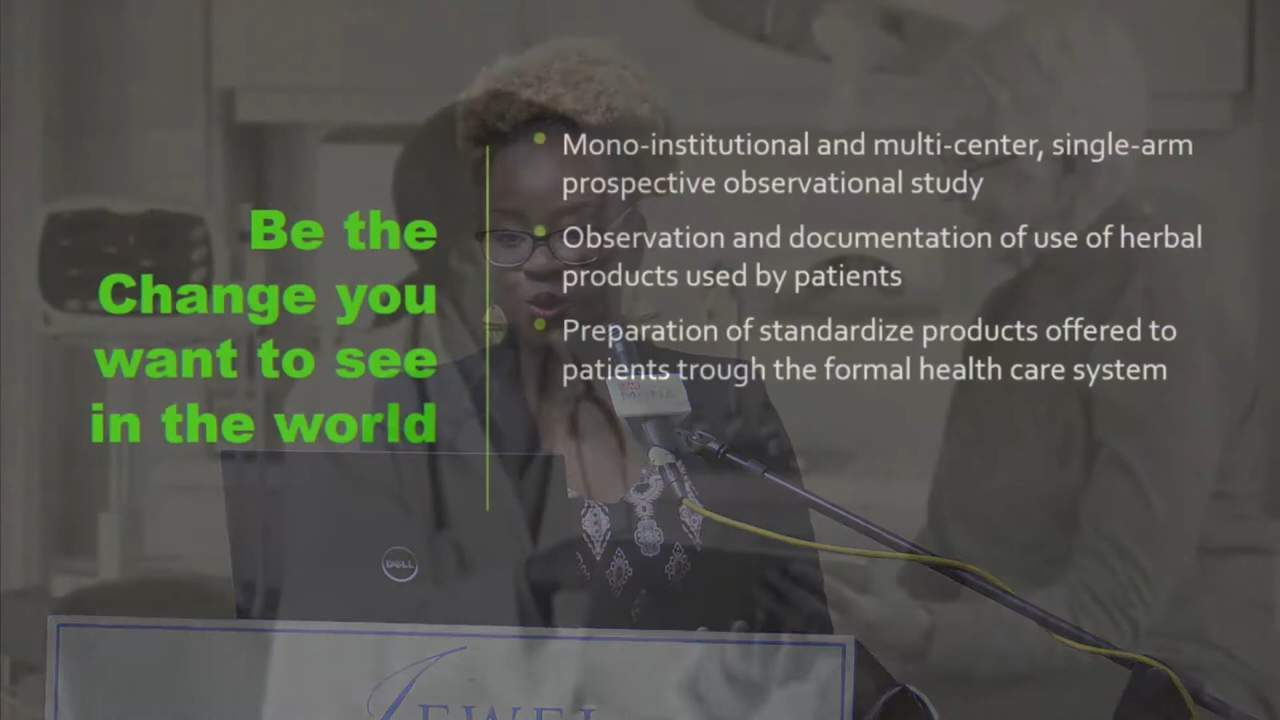 Be the
Change you
want to see
in the world
Mono-institutional and multi-center, single-arm
prospective observational study
Observation and documentation of use of herbal
products used by patients
Preparation of standardize products offered to
patients trough the formal health care system
DELL
JEWEL